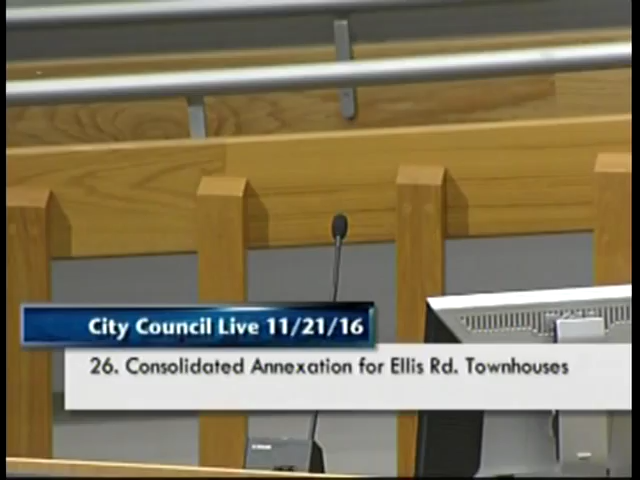 City Council Live 11/21/16
26. Consolidated Annexation for Ellis Rd. Townhouses